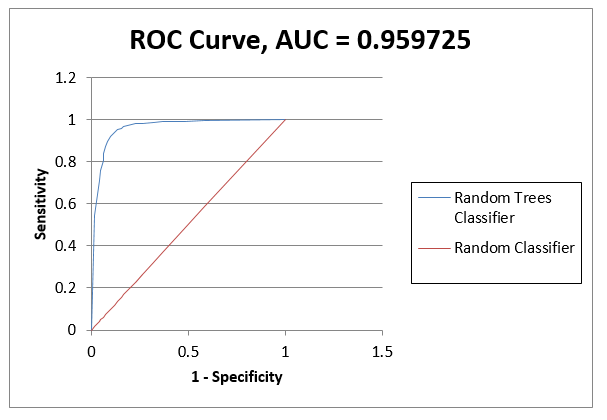 ROC Curve, AUC = 0.959725
1.2
1
0.8
0.6
0.4
0.2
0
Sensitivity
0
0.5
1
1.5
1 - Specificity
Random Trees
Classifier
Random Classifier